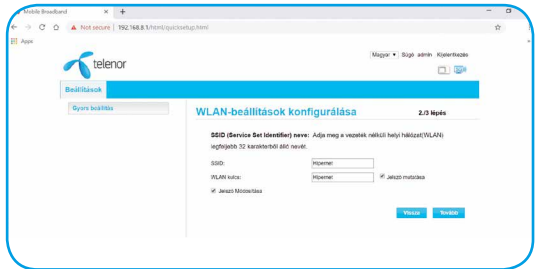 Mobile Broadband
Not secure | 192.168.8.1/html/quicksetup.html
Apps
Magyar Súgó admin Kijelentkezés
telenor
Beállítások
Gyors beállítás
WLAN-beállítások konfigurálása 2./3 lépés
SSID (Service Set Identifier) neve: Adja meg a vezeték nélküli helyi hálózat(WLAN)
legfeljebb 32 karakterből álló nevét.
SSID: Hipernet
WLAN kulcs: Hipernet Jelszó mutatása
Jelszó Módosítása
Vissza Tovább